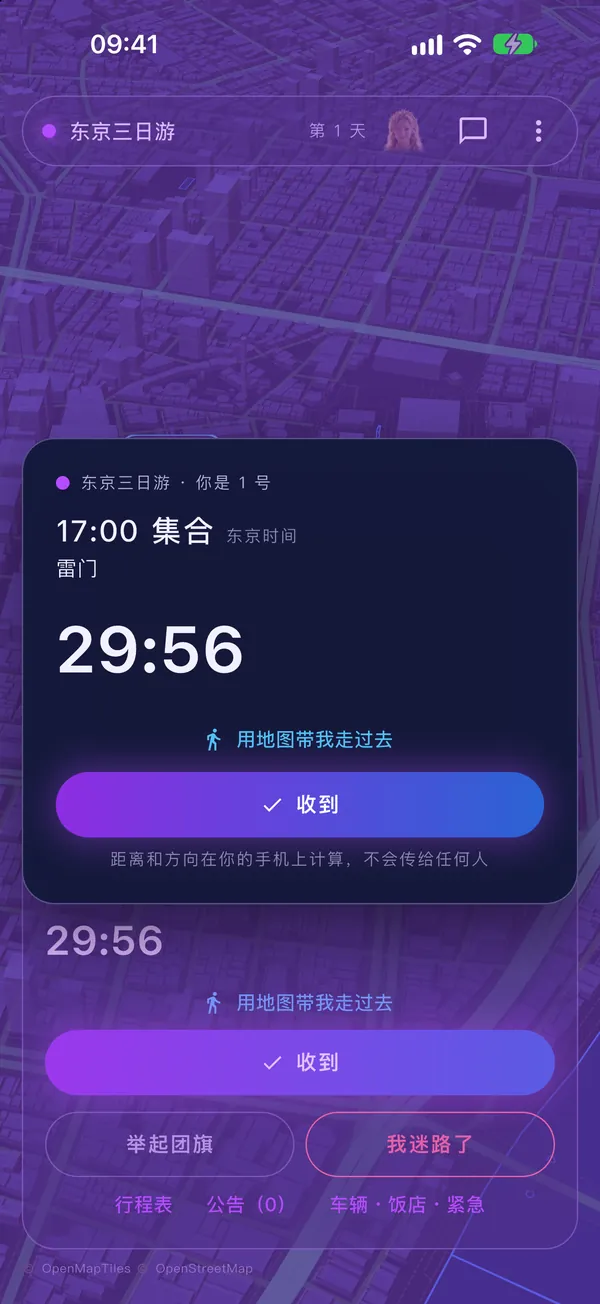 09:41
东京三日游 第 1 天
东京三日游 · 你是 1 号
17:00 集合 东京时间
雷门
29:56
用地图带我走过去
收到
距离和方向在你的手机上计算，不会传给任何人
29:56
用地图带我走过去
收到
举起团旗 我迷路了
行程表 公告（0） 车辆 · 饭店 · 紧急
© OpenMapTiles © OpenStreetMap